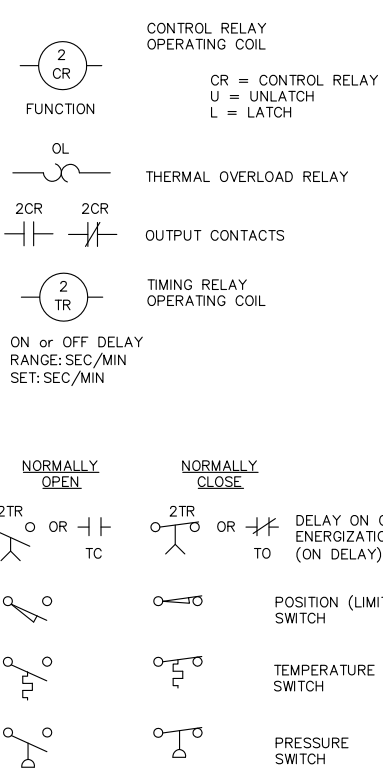 CONTROL RELAY
OPERATING COIL
2
CR
CR = CONTROL RELAY
U = UNLATCH
L = LATCH
FUNCTION
OL
THERMAL OVERLOAD RELAY
2CR 2CR
OUTPUT CONTACTS
2
TR
TIMING RELAY
OPERATING COIL
ON or OFF DELAY
RANGE: SEC/MIN
SET: SEC/MIN
NORMALLY
OPEN
NORMALLY
CLOSE
2TR
OR
TC
2TR
OR
TO
DELAY ON
(ON DELAY)
POSITION
SWITCH
TEMPERATURE
SWITCH
PRESSURE
SWITCH